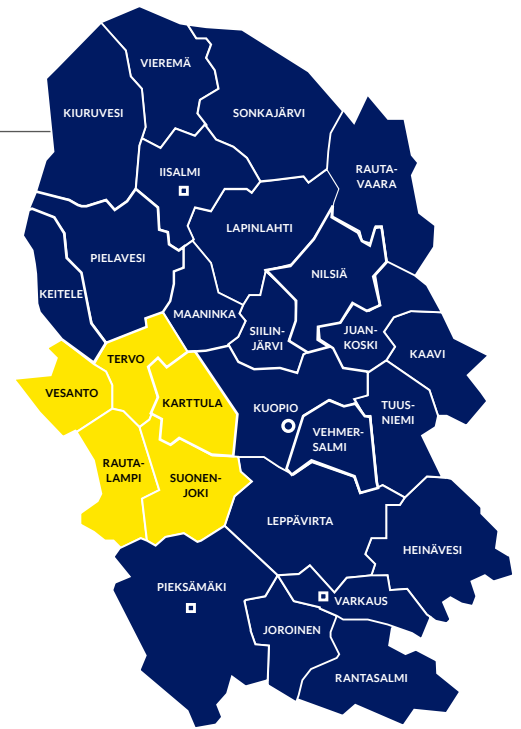 VIEREMÄ
KIURUVESI
SONKAJÄRVI
IISALMI
RAUTA-
VAARA
LAPINLAHTI
PIELAVESI
NILSIÄ
KEITELE
MAANINKA
SIILIN-
JÄRVI
JUAN-
KOSKI
KAAVI
TERVO
VESANTO
KARTTULA
KUOPIO
TUUS-
NIEMI
VEHMER-
SALMI
RAUTA-
LAMPI
SUONEN-
JOKI
LEPPÄVIRTA
HEINÄVESI
PIEKSÄMÄKI
VARKAUS
JOROINEN
RANTASALMI